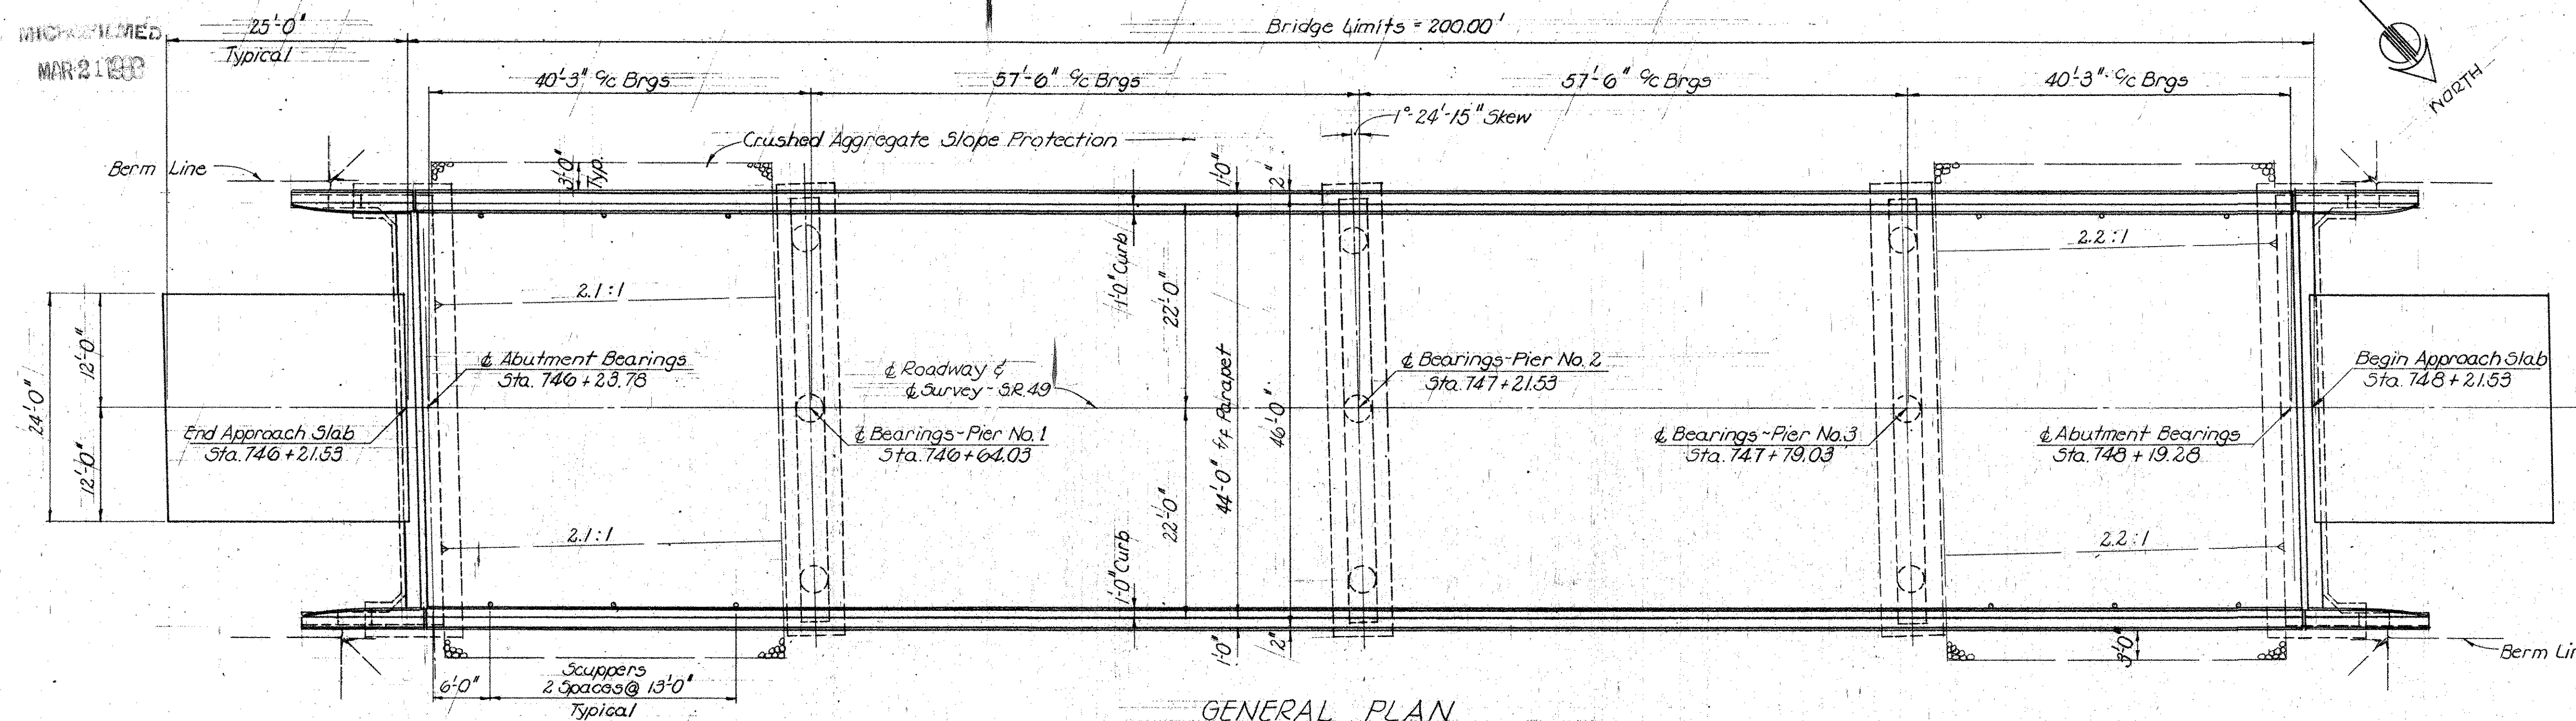 MICROFILMED
MAR 21 1983
25'-0"
Typical
Bridge Limits = 200.00'
40'-3" c/c Brgs
57'-6" c/c Brgs
57'-6" c/c Brgs
40'-3" c/c Brgs
NORTH
1°-24'-15" Skew
Crushed Aggregate Slope Protection
Berm Line
3'-0"
Typ.
1'-0"
2"
1'-0" Curb
22'-0"
2.1:1
2.2:1
24'-0"
12'-0"
12'-0"
℄ Abutment Bearings
Sta. 746+23.78
℄ Roadway &
℄ Survey - S.R. 49
44'-0" f/f Parapet
46'-0"
℄ Bearings-Pier No. 2
Sta. 747+21.53
Begin Approach Slab
Sta. 748+21.53
End Approach Slab
Sta. 746+21.53
℄ Bearings-Pier No. 1
Sta. 746+64.03
℄ Bearings-Pier No. 3
Sta. 747+79.03
℄ Abutment Bearings
Sta. 748+19.28
2.1:1
22'-0"
1'-0" Curb
2.2:1
1'-0"
2"
3'-0"
Berm Lin
6'-0"
Scuppers
2 Spaces @ 13'-0"
Typical
GENERAL PLAN